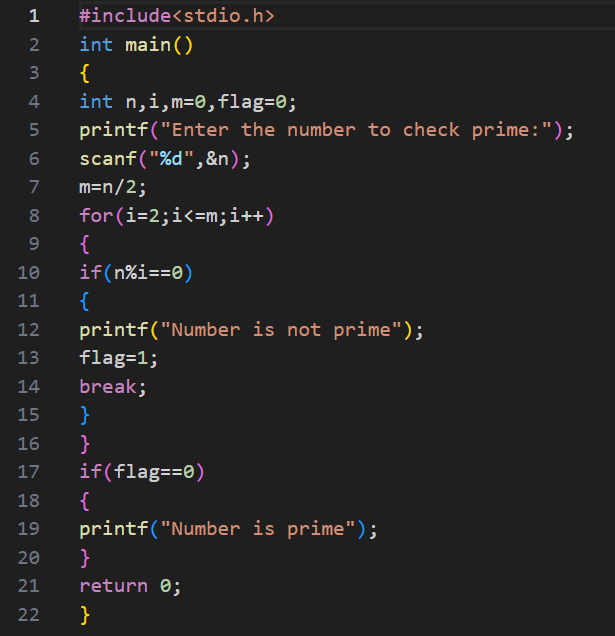 1 #include<stdio.h>
2 int main()
3 {
4 int n,i,m=0,flag=0;
5 printf("Enter the number to check prime:");
6 scanf("%d",&n);
7 m=n/2;
8 for(i=2;i<=m;i++)
9 {
10 if(n%i==0)
11 {
12 printf("Number is not prime");
13 flag=1;
14 break;
15 }
16 }
17 if(flag==0)
18 {
19 printf("Number is prime");
20 }
21 return 0;
22 }